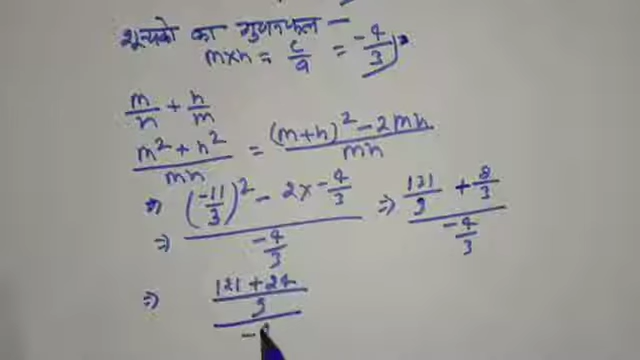 शून्यको का गुणनफल –
m×n = c/a = -4/3
m/n + n/m
(m² + n²)/mn = ((m+n)² - 2mn)/mn
⇒ ((-11/3)² - 2× -4/3)/(-4/3) ⇒ (121/9 + 8/3)/(-4/3)
⇒ ((121+24)/9)/-